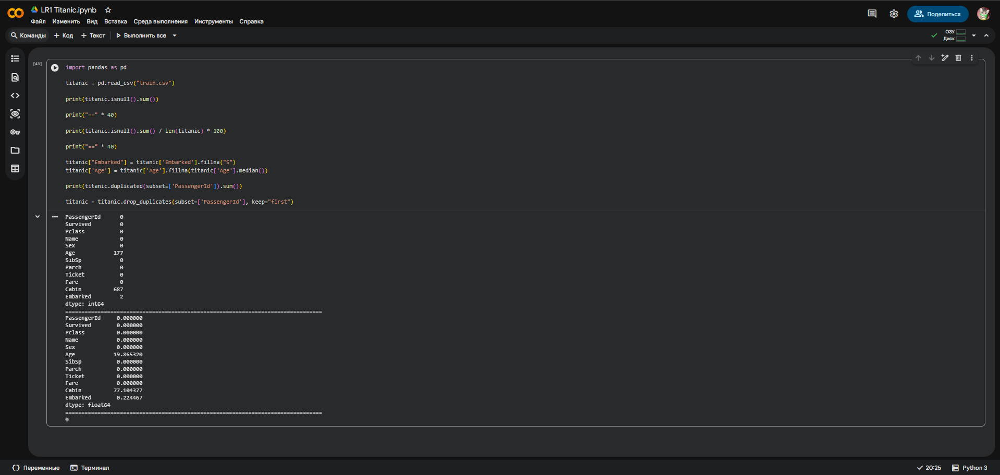 LR1 Titanic.ipynb
Файл Изменить Вид Вставка Среда выполнения Инструменты Справка
Поделиться
Команды + Код + Текст Выполнить все
ОЗУ
Диск
[43]
import pandas as pd
titanic = pd.read_csv("train.csv")
print(titanic.isnull().sum())
print("==" * 40)
print(titanic.isnull().sum() / len(titanic) * 100)
print("==" * 40)
titanic["Embarked"] = titanic['Embarked'].fillna("S")
titanic['Age'] = titanic['Age'].fillna(titanic['Age'].median())
print(titanic.duplicated(subset=['PassengerId']).sum())
titanic = titanic.drop_duplicates(subset=['PassengerId'], keep="first")
PassengerId 0
Survived 0
Pclass 0
Name 0
Sex 0
Age 177
SibSp 0
Parch 0
Ticket 0
Fare 0
Cabin 687
Embarked 2
dtype: int64
================================================================================
PassengerId 0.000000
Survived 0.000000
Pclass 0.000000
Name 0.000000
Sex 0.000000
Age 19.865320
SibSp 0.000000
Parch 0.000000
Ticket 0.000000
Fare 0.000000
Cabin 77.104377
Embarked 0.224467
dtype: float64
================================================================================
0
Переменные Терминал 20:25 Python 3